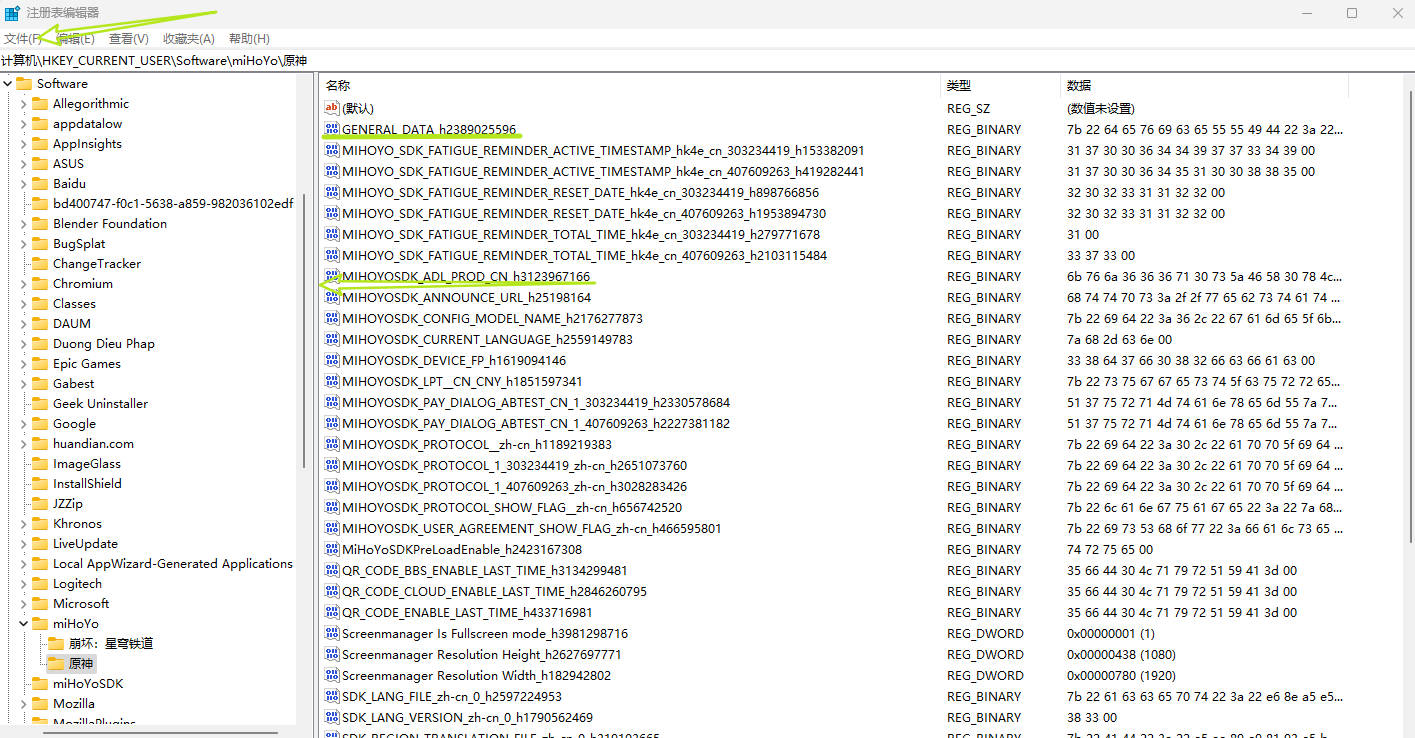 注册表编辑器
文件(F) 编辑(E) 查看(V) 收藏夹(A) 帮助(H)
计算机\HKEY_CURRENT_USER\Software\miHoYo\原神
Software
Allegorithmic
appdatalow
AppInsights
ASUS
Baidu
bd400747-f0c1-5638-a859-982036102edf
Blender Foundation
BugSplat
ChangeTracker
Chromium
Classes
DAUM
Duong Dieu Phap
Epic Games
Gabest
Geek Uninstaller
Google
huandian.com
ImageGlass
InstallShield
JZZip
Khronos
LiveUpdate
Local AppWizard-Generated Applications
Logitech
Microsoft
miHoYo
崩坏：星穹铁道
原神
miHoYoSDK
Mozilla
MozillaPlugins
名称 类型 数据
(默认) REG_SZ (数值未设置)
GENERAL_DATA_h2389025596 REG_BINARY 7b 22 64 65 76 69 63 65 55 55 49 44 22 3a 22...
MIHOYO_SDK_FATIGUE_REMINDER_ACTIVE_TIMESTAMP_hk4e_cn_303234419_h153382091 REG_BINARY 31 37 30 30 36 34 34 39 37 37 33 34 39 00
MIHOYO_SDK_FATIGUE_REMINDER_ACTIVE_TIMESTAMP_hk4e_cn_407609263_h419282441 REG_BINARY 31 37 30 30 36 34 35 31 30 30 38 38 35 00
MIHOYO_SDK_FATIGUE_REMINDER_RESET_DATE_hk4e_cn_303234419_h898766856 REG_BINARY 32 30 32 33 31 31 32 32 00
MIHOYO_SDK_FATIGUE_REMINDER_RESET_DATE_hk4e_cn_407609263_h1953894730 REG_BINARY 32 30 32 33 31 31 32 32 00
MIHOYO_SDK_FATIGUE_REMINDER_TOTAL_TIME_hk4e_cn_303234419_h279771678 REG_BINARY 31 00
MIHOYO_SDK_FATIGUE_REMINDER_TOTAL_TIME_hk4e_cn_407609263_h2103115484 REG_BINARY 33 37 33 00
MIHOYOSDK_ADL_PROD_CN_h3123967166 REG_BINARY 6b 76 6a 36 36 36 71 30 73 5a 46 58 30 78 4c...
MIHOYOSDK_ANNOUNCE_URL_h25198164 REG_BINARY 68 74 74 70 73 3a 2f 2f 77 65 62 73 74 61 74 ...
MIHOYOSDK_CONFIG_MODEL_NAME_h2176277873 REG_BINARY 7b 22 69 64 22 3a 36 2c 22 67 61 6d 65 5f 6b...
MIHOYOSDK_CURRENT_LANGUAGE_h2559149783 REG_BINARY 7a 68 2d 63 6e 00
MIHOYOSDK_DEVICE_FP_h1619094146 REG_BINARY 33 38 64 37 66 30 38 32 66 63 66 61 63 00
MIHOYOSDK_LPT__CN_CNY_h1851597341 REG_BINARY 7b 22 73 75 67 67 65 73 74 5f 63 75 72 72 65...
MIHOYOSDK_PAY_DIALOG_ABTEST_CN_1_303234419_h2330578684 REG_BINARY 51 37 75 72 71 4d 74 61 6e 78 65 6d 55 7a 7...
MIHOYOSDK_PAY_DIALOG_ABTEST_CN_1_407609263_h2227381182 REG_BINARY 51 37 75 72 71 4d 74 61 6e 78 65 6d 55 7a 7...
MIHOYOSDK_PROTOCOL__zh-cn_h1189219383 REG_BINARY 7b 22 69 64 22 3a 30 2c 22 61 70 70 5f 69 64 ...
MIHOYOSDK_PROTOCOL_1_303234419_zh-cn_h2651073760 REG_BINARY 7b 22 69 64 22 3a 30 2c 22 61 70 70 5f 69 64 ...
MIHOYOSDK_PROTOCOL_1_407609263_zh-cn_h3028283426 REG_BINARY 7b 22 69 64 22 3a 30 2c 22 61 70 70 5f 69 64 ...
MIHOYOSDK_PROTOCOL_SHOW_FLAG__zh-cn_h656742520 REG_BINARY 7b 22 6c 61 6e 67 75 61 67 65 22 3a 22 7a 68...
MIHOYOSDK_USER_AGREEMENT_SHOW_FLAG_zh-cn_h466595801 REG_BINARY 7b 22 69 73 53 68 6f 77 22 3a 66 61 6c 73 65 ...
MiHoYoSDKPreLoadEnable_h2423167308 REG_BINARY 74 72 75 65 00
QR_CODE_BBS_ENABLE_LAST_TIME_h3134299481 REG_BINARY 35 66 44 30 4c 71 79 72 51 59 41 3d 00
QR_CODE_CLOUD_ENABLE_LAST_TIME_h2846260795 REG_BINARY 35 66 44 30 4c 71 79 72 51 59 41 3d 00
QR_CODE_ENABLE_LAST_TIME_h433716981 REG_BINARY 35 66 44 30 4c 71 79 72 51 59 41 3d 00
Screenmanager Is Fullscreen mode_h3981298716 REG_DWORD 0x00000001 (1)
Screenmanager Resolution Height_h2627697771 REG_DWORD 0x00000438 (1080)
Screenmanager Resolution Width_h182942802 REG_DWORD 0x00000780 (1920)
SDK_LANG_FILE_zh-cn_0_h2597224953 REG_BINARY 7b 22 61 63 63 65 70 74 22 3a 22 e6 8e a5 e5...
SDK_LANG_VERSION_zh-cn_0_h1790562469 REG_BINARY 38 33 00